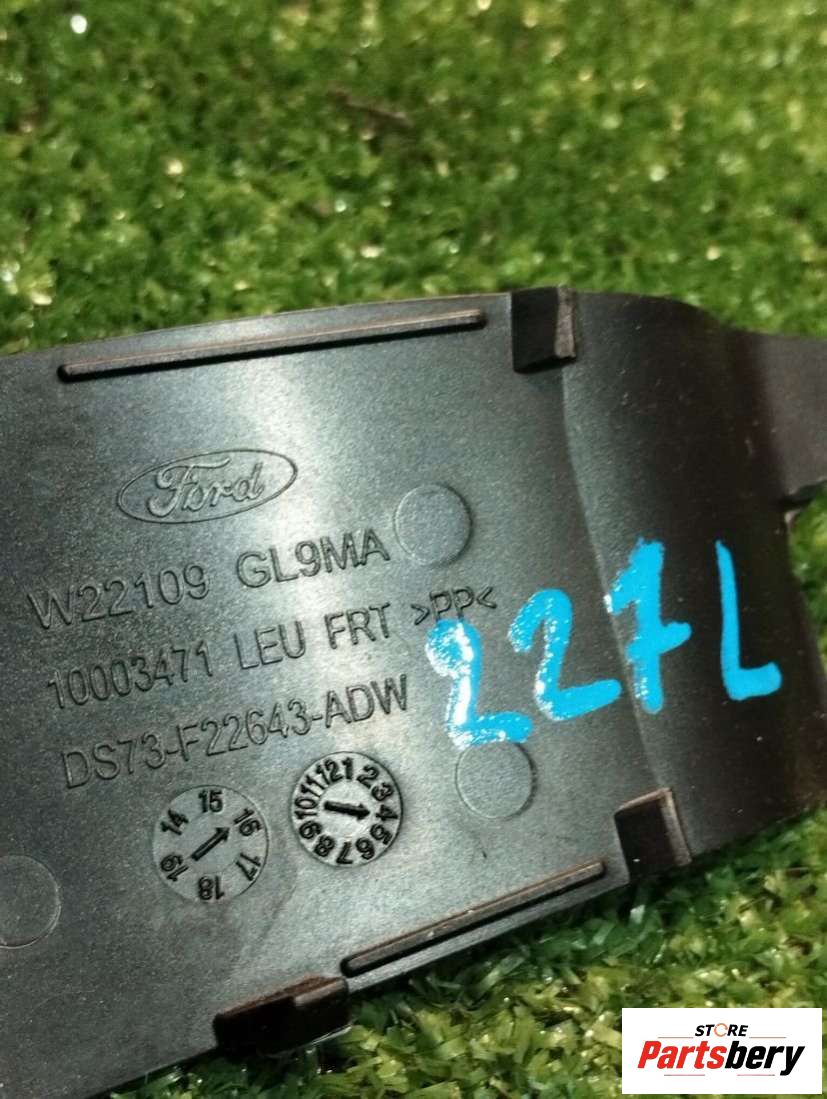 Ford
W22109 GL9MA
10003471 LEU FRT >PP<
DS73-F22643-ADW
227L
14 15 16 17 18 19
1 2 3 4 5 6 7 8 9 10 11 12
STORE
Partsbery